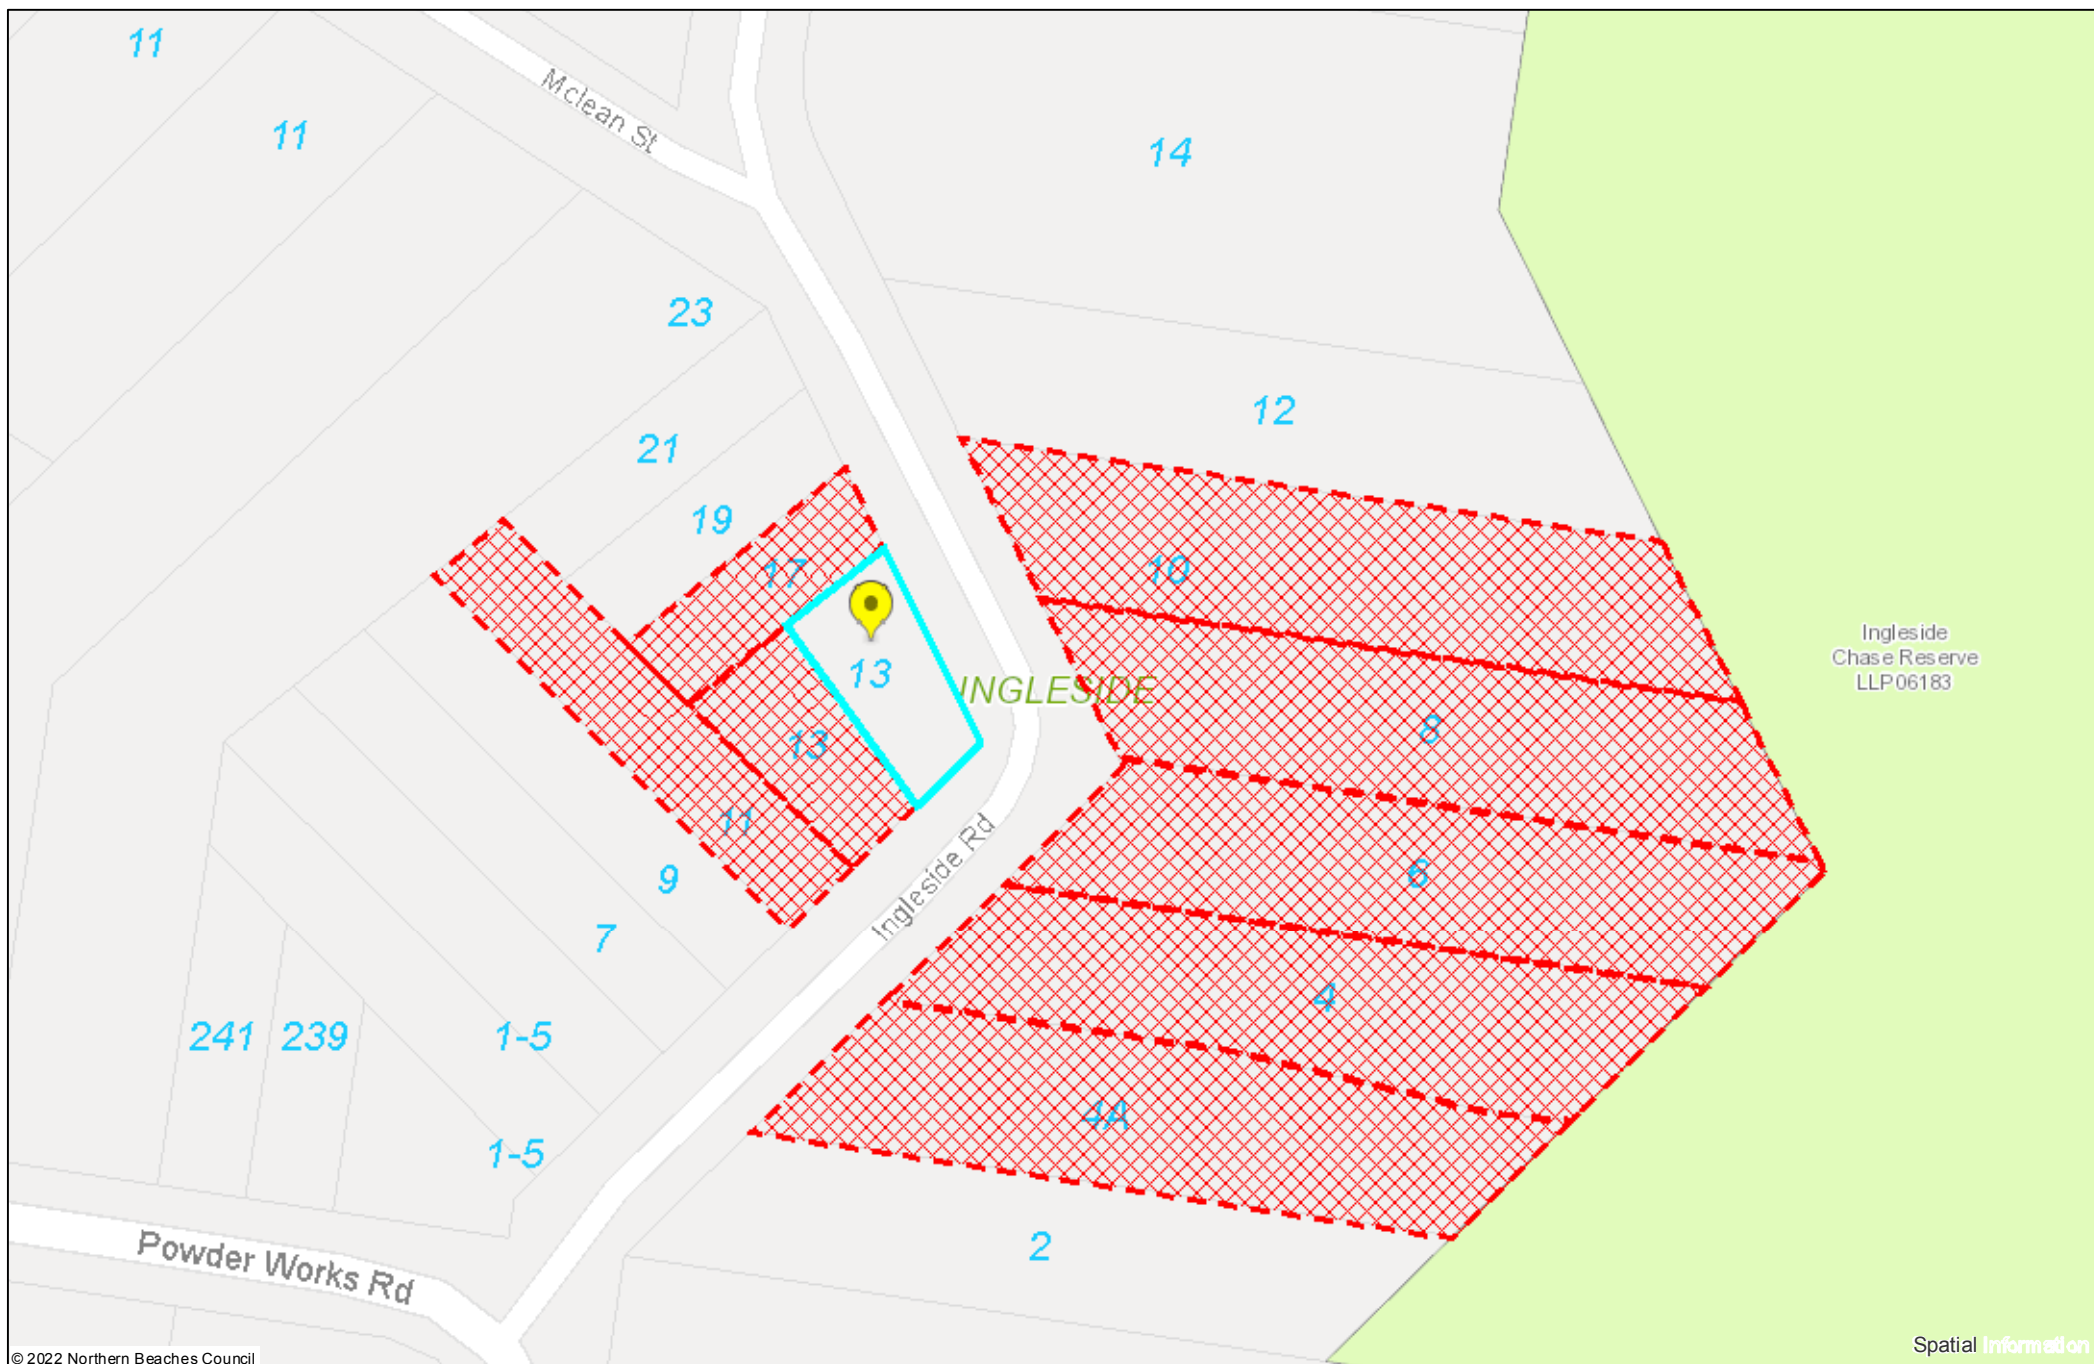 11
Mclean St
11
14
23
12
21
19
17
10
Ingleside
Chase Reserve
LLP06183
13
INGLESIDE
8
13
11
6
9
Ingleside Rd
7
4
241
239
1-5
4A
1-5
2
Powder Works Rd
Spatial Information
© 2022 Northern Beaches Council